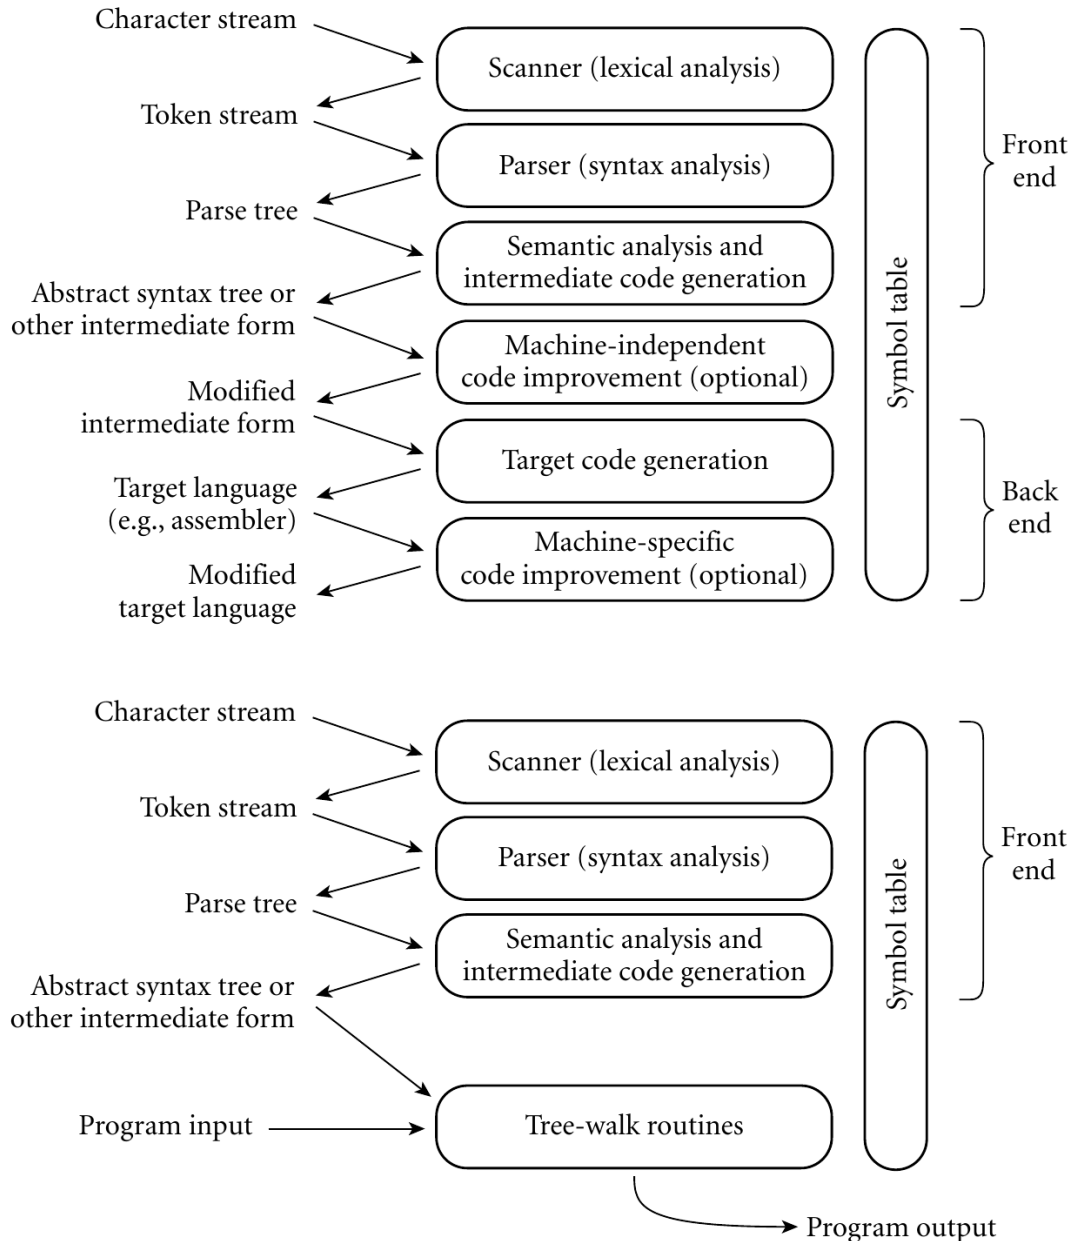 Character stream
Scanner (lexical analysis)
Token stream
Parser (syntax analysis)
Parse tree
Semantic analysis and
intermediate code generation
Abstract syntax tree or
other intermediate form
Machine-independent
code improvement (optional)
Modified
intermediate form
Target code generation
Target language
(e.g., assembler)
Machine-specific
code improvement (optional)
Modified
target language
Symbol table
Front
end
Back
end
Character stream
Scanner (lexical analysis)
Token stream
Parser (syntax analysis)
Parse tree
Semantic analysis and
intermediate code generation
Abstract syntax tree or
other intermediate form
Program input
Tree-walk routines
Symbol table
Front
end
Program output